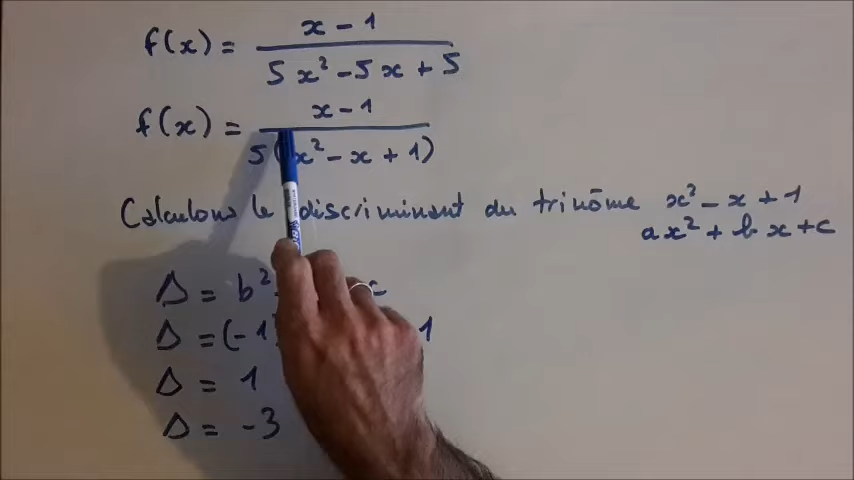 f(x) = x - 1 / 5x² - 5x + 5
f(x) = x - 1 / 5(x² - x + 1)
Calculons le discriminant du trinôme x² - x + 1
ax² + bx + c
Δ = b² c
Δ = (-1 1
Δ = 1
Δ = -3